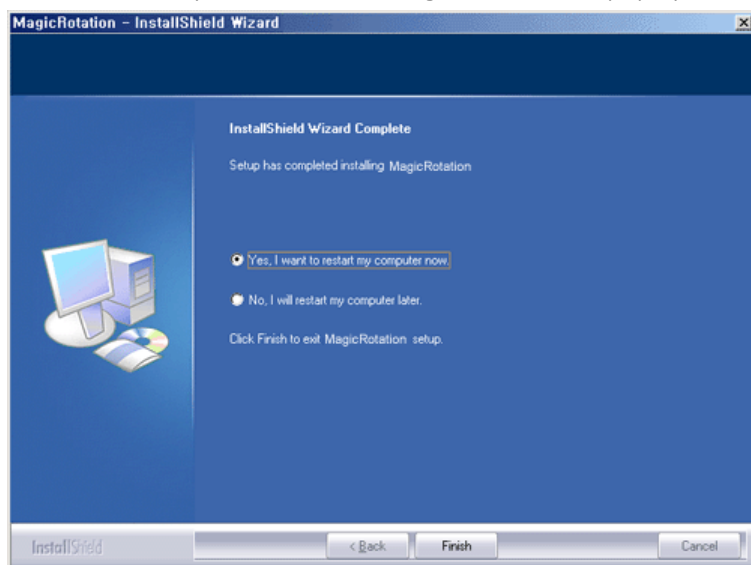 MagicRotation - InstallShield Wizard
InstallShield Wizard Complete
Setup has completed installing MagicRotation
Yes, I want to restart my computer now.
No, I will restart my computer later.
Click Finish to exit MagicRotation setup.
InstallShield
< Back Finish Cancel